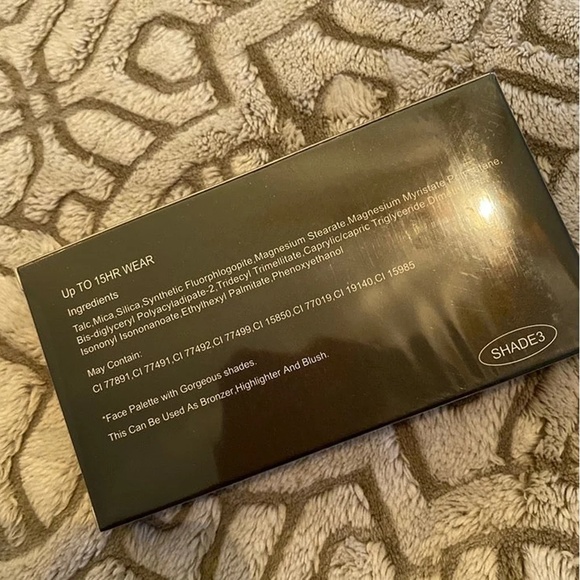 Up TO 15HR WEAR
Ingredients
Talc,Mica,Silica,Synthetic Fluorphlogopite,Magnesium Stearate,Magnesium Myristate
Bis-diglyceryl Polyacyladipate-2,Tridecyl Trimellitate,Caprylic/capric Triglyceride
Isononyl Isononanoate,Ethylhexyl Palmitate,Phenoxyethanol
May Contain:
CI 77891,CI 77491,CI 77492,CI 77499,CI 15850,CI 77019,CI 19140,CI 15985
*Face Palette with Gorgeous shades.
This Can Be Used As Bronzer,Highlighter And Blush.
SHADE3